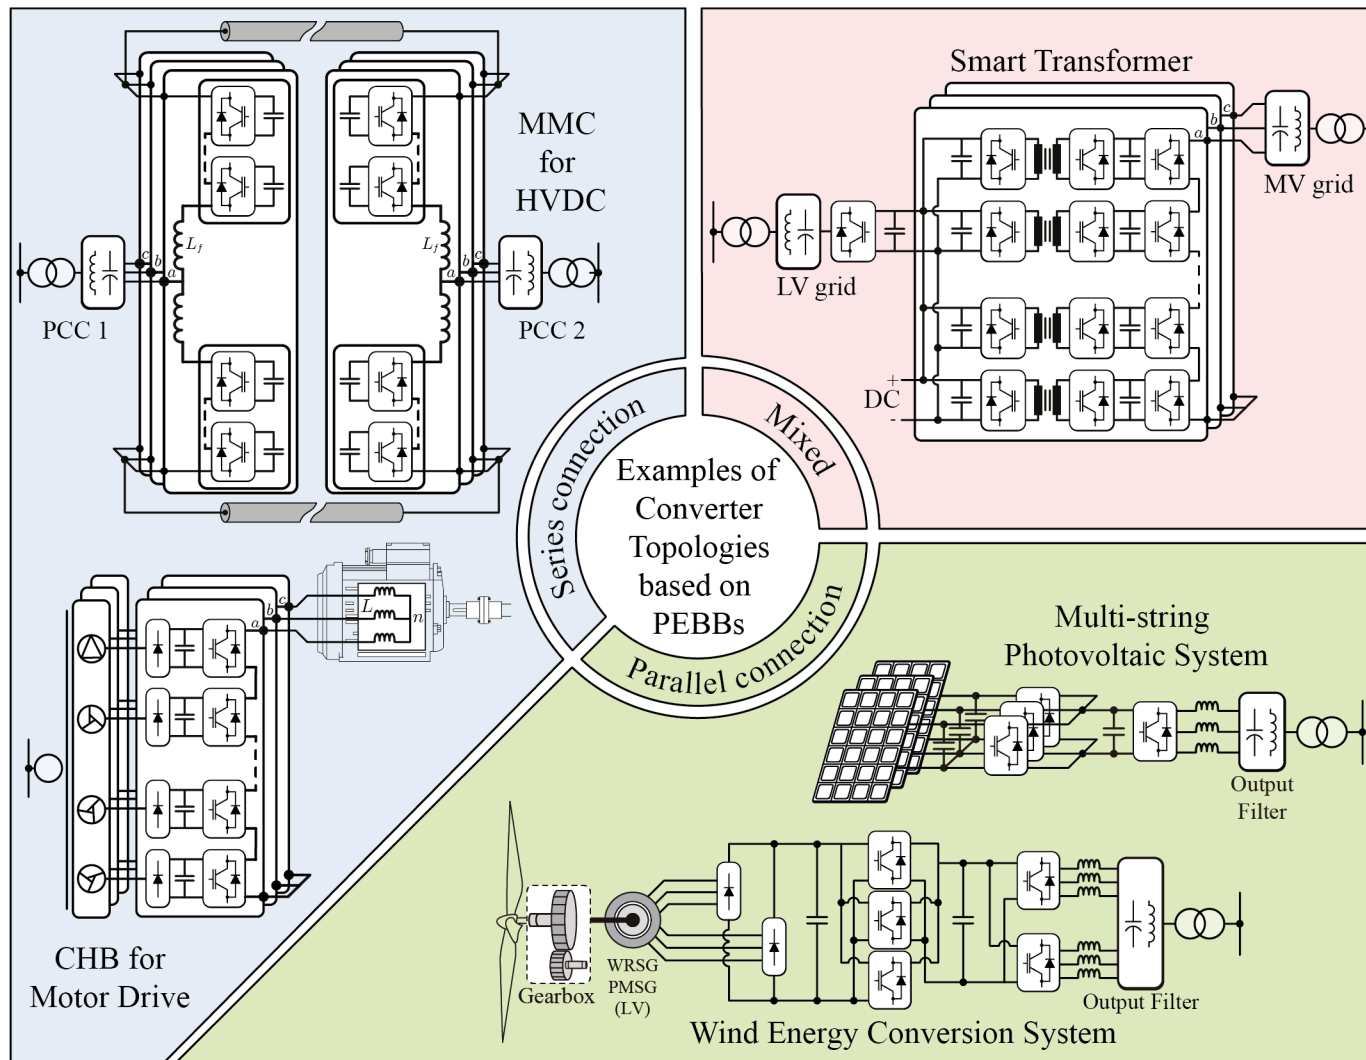 MMC
for
HVDC
L_f
L_f
c
b
a
c
b
a
PCC 1
PCC 2
Smart Transformer
c
b
a
MV grid
LV grid
+
DC
-
Series connection
Mixed
Parallel connection
Examples of
Converter
Topologies
based on
PEBBs
c
b
a
L
n
CHB for
Motor Drive
Multi-string
Photovoltaic System
Output
Filter
Gearbox
WRSG
PMSG
(LV)
Output Filter
Wind Energy Conversion System